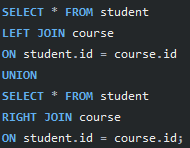 SELECT * FROM student
LEFT JOIN course
ON student.id = course.id
UNION
SELECT * FROM student
RIGHT JOIN course
ON student.id = course.id;